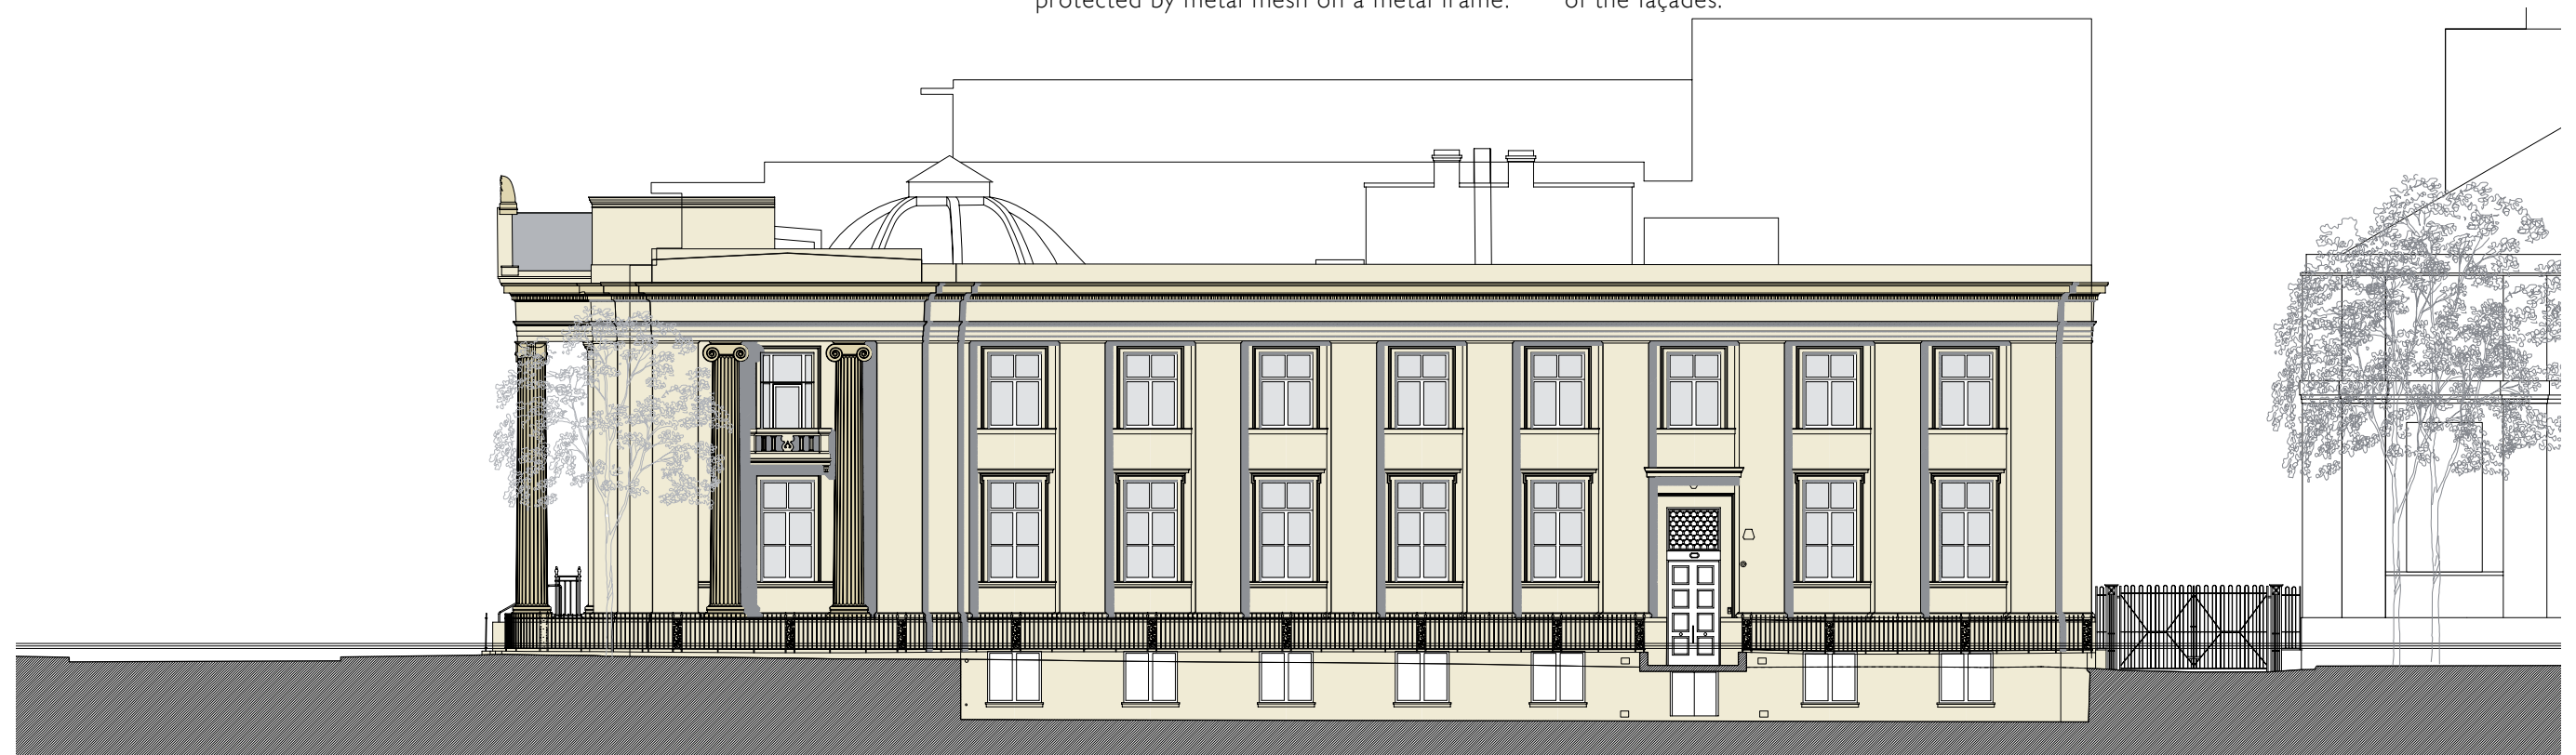 protected by metal mesh on a metal frame.
of the façades.